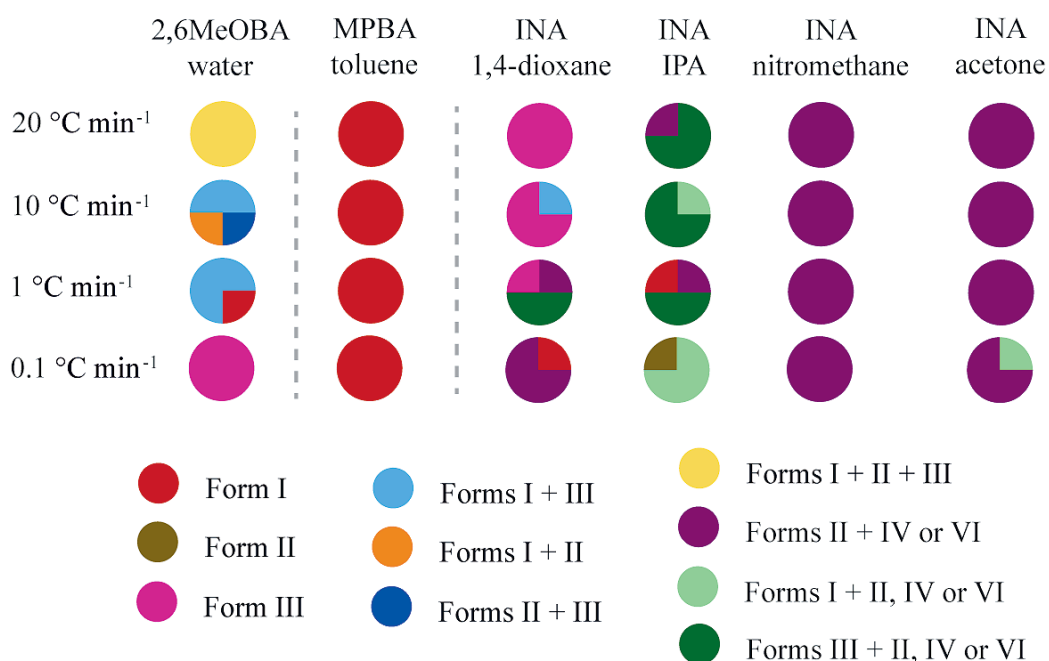 2,6MeOBA
water
MPBA
toluene
INA
1,4-dioxane
INA
IPA
INA
nitromethane
INA
acetone
20 °C min⁻¹
10 °C min⁻¹
1 °C min⁻¹
0.1 °C min⁻¹
Form I
Form II
Form III
Forms I + III
Forms I + II
Forms II + III
Forms I + II + III
Forms II + IV or VI
Forms I + II, IV or VI
Forms III + II, IV or VI